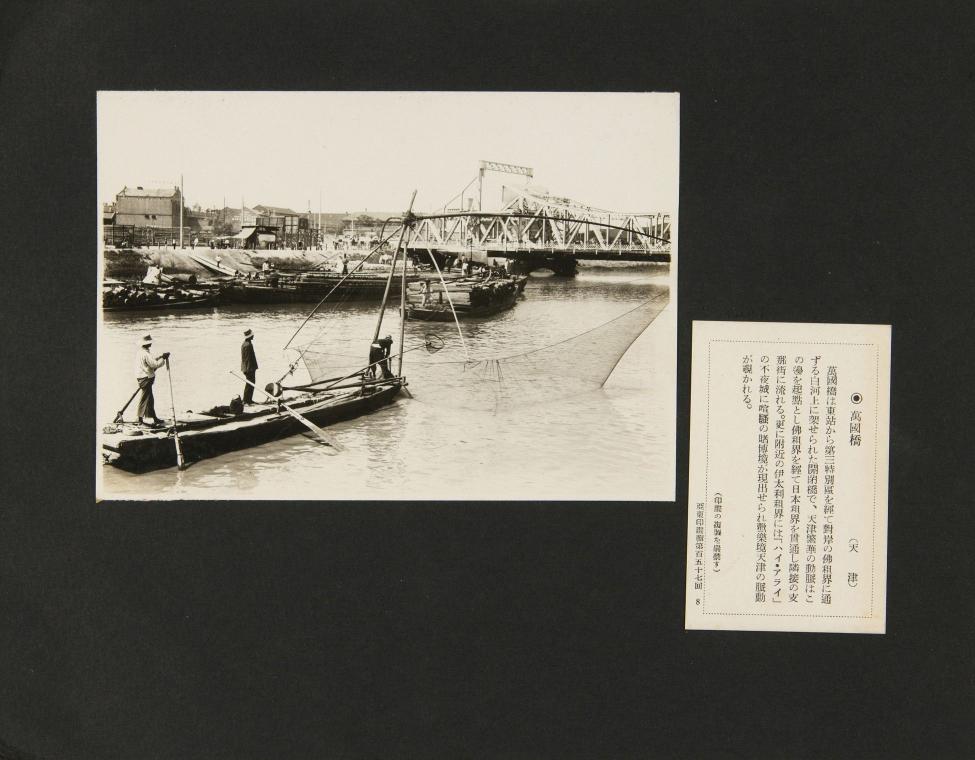 ◉ 萬國橋 (天津)
萬國橋は東站から第三特別區を經て對岸の佛租界に通
ずる白河上に架せられた開閉橋で、天津繁華の動脈はこ
の邊を起點とし佛租界を經て日本租界を貫通し隣接の支
那街に流れる。更に附近の伊太利租界には「ハイ・アライ」
の不夜城に喧騷の賭博境が現出せられ歡樂境天津の脈動
が覗かれる。
(印畫の複製を嚴禁す)
亞東印畫輯第百五十七回 8